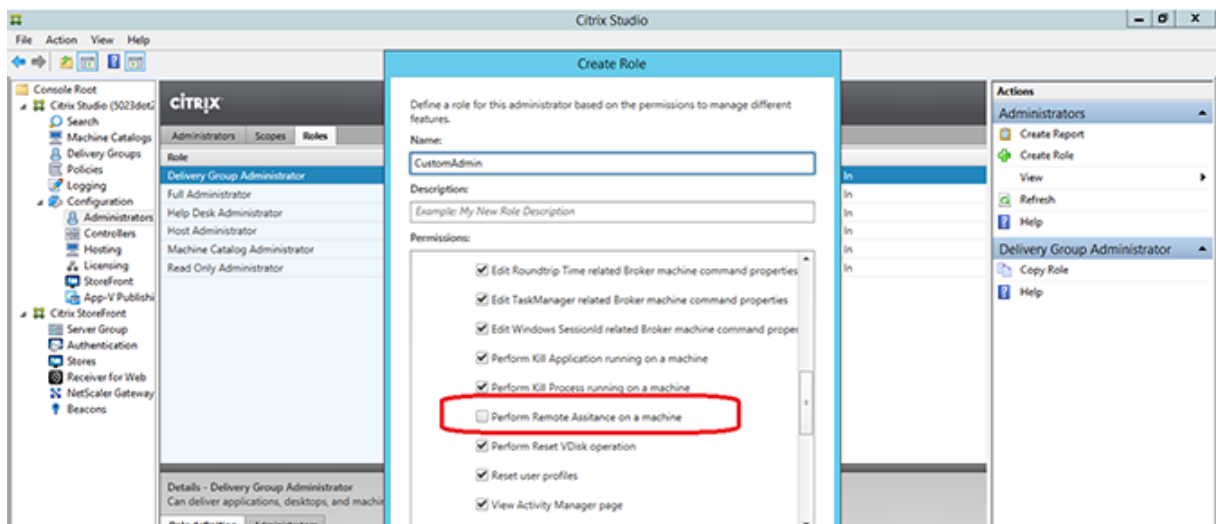 Citrix Studio
File Action View Help
Create Role
Console Root
Citrix Studio (5023det2
Search
Machine Catalogs
Delivery Groups
Policies
Logging
Configuration
Administrators
Controllers
Hosting
Licensing
StoreFront
App-V Publishi
Citrix StoreFront
Server Group
Authentication
Stores
Receiver for Web
NetScaler Gateway
Beacons
CITRIX
Administrators Scopes Roles
Role
Delivery Group Administrator In
Full Administrator In
Help Desk Administrator In
Host Administrator In
Machine Catalog Administrator In
Read Only Administrator In
Details - Delivery Group Administrator
Can deliver applications, desktops, and machin
Role definition Administrators
Define a role for this administrator based on the permissions to manage different
features.
Name:
CustomAdmin
Description:
Example: My New Role Description
Permissions:
Edit Roundtrip Time related Broker machine command properties
Edit TaskManager related Broker machine command properties
Edit Windows SessionId related Broker machine command proper
Perform Kill Application running on a machine
Perform Kill Process running on a machine
Perform Remote Assitance on a machine
Perform Reset VDisk operation
Reset user profiles
View Activity Manager page
Actions
Administrators
Create Report
Create Role
View
Refresh
Help
Delivery Group Administrator
Copy Role
Help